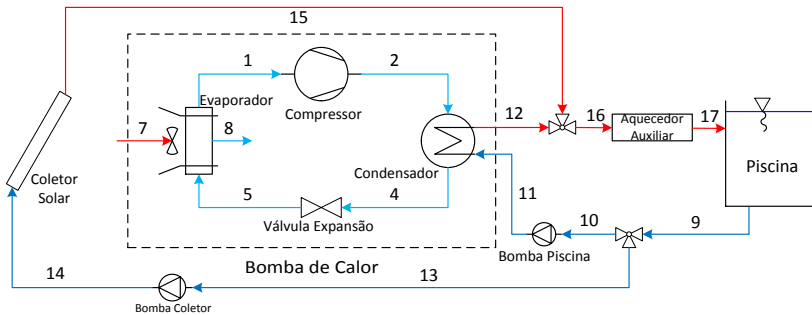 15
1
2
Evaporador
Compressor
7
8
12
16
Aquecedor
Auxiliar
17
Piscina
Coletor
Solar
Condensador
5
4
Válvula Expansão
11
10
9
Bomba Piscina
Bomba de Calor
14
13
Bomba Coletor